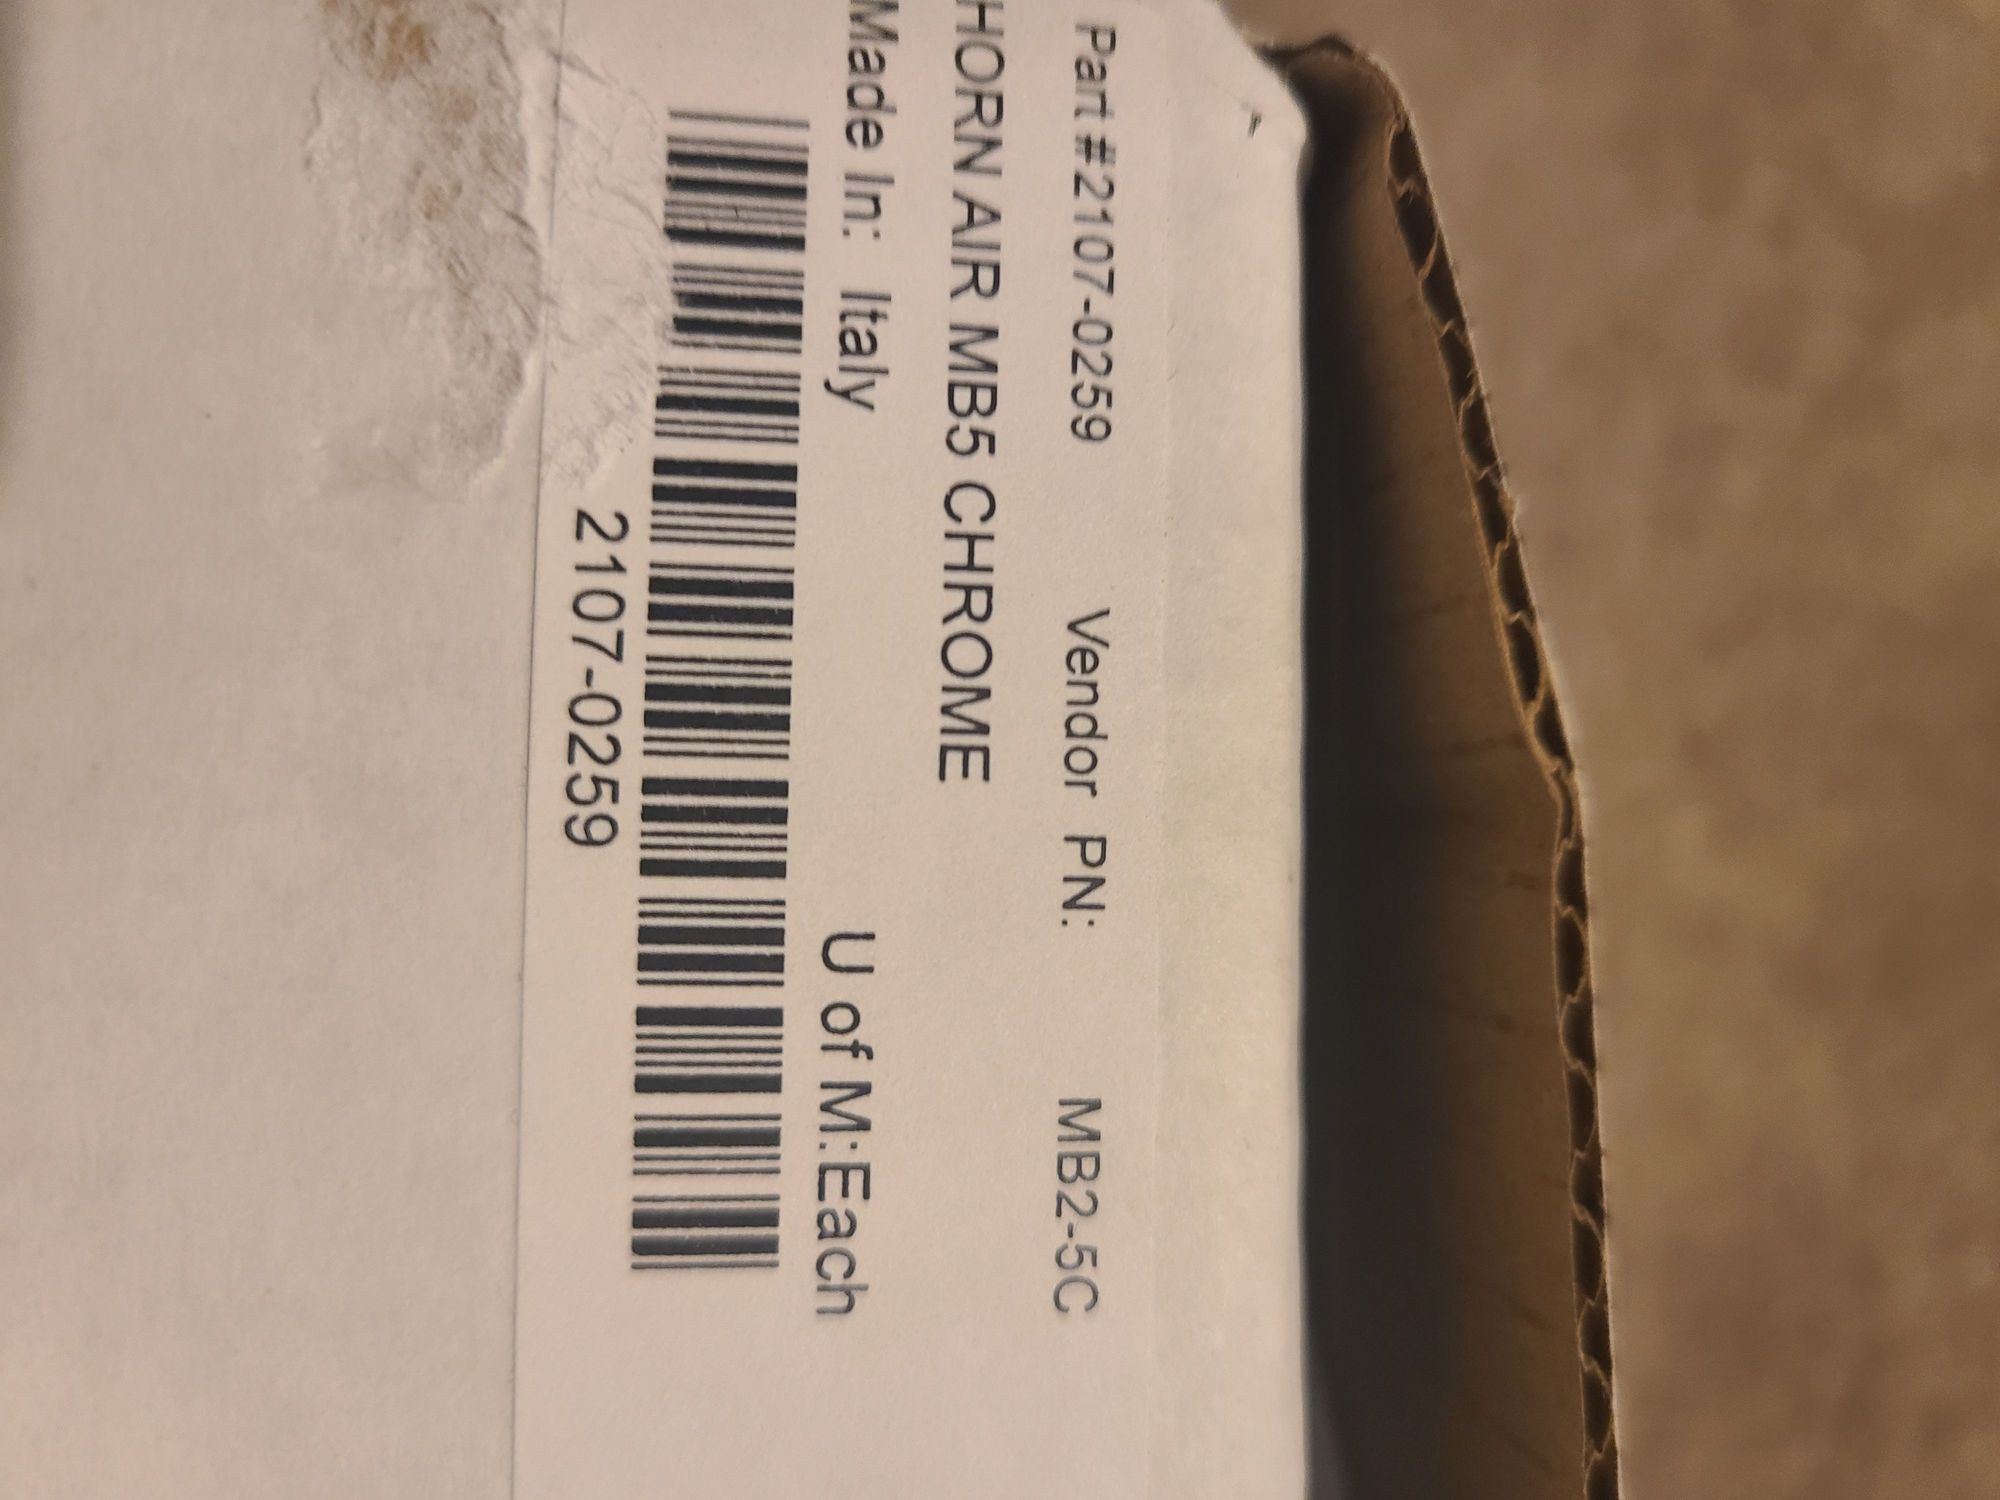 Part #2107-0259 Vendor PN: MB2-5C
HORN AIR MB5 CHROME
Made In: Italy U of M:Each
2107-0259